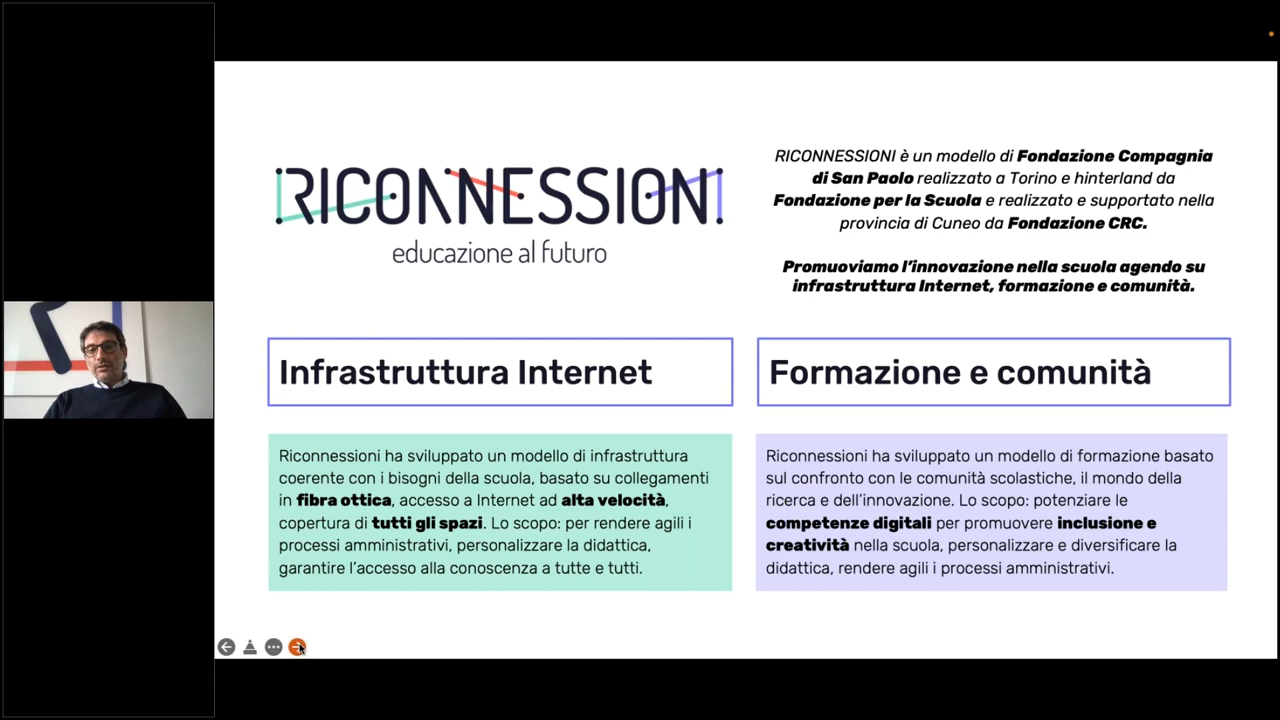 RICONNESSIONI
educazione al futuro
RICONNESSIONI è un modello di Fondazione Compagnia
di San Paolo realizzato a Torino e hinterland da
Fondazione per la Scuola e realizzato e supportato nella
provincia di Cuneo da Fondazione CRC.
Promuoviamo l'innovazione nella scuola agendo su
infrastruttura Internet, formazione e comunità.
Infrastruttura Internet
Riconnessioni ha sviluppato un modello di infrastruttura
coerente con i bisogni della scuola, basato su collegamenti
in fibra ottica, accesso a Internet ad alta velocità,
copertura di tutti gli spazi. Lo scopo: per rendere agili i
processi amministrativi, personalizzare la didattica,
garantire l'accesso alla conoscenza a tutte e tutti.
Formazione e comunità
Riconnessioni ha sviluppato un modello di formazione basato
sul confronto con le comunità scolastiche, il mondo della
ricerca e dell'innovazione. Lo scopo: potenziare le
competenze digitali per promuovere inclusione e
creatività nella scuola, personalizzare e diversificare la
didattica, rendere agili i processi amministrativi.